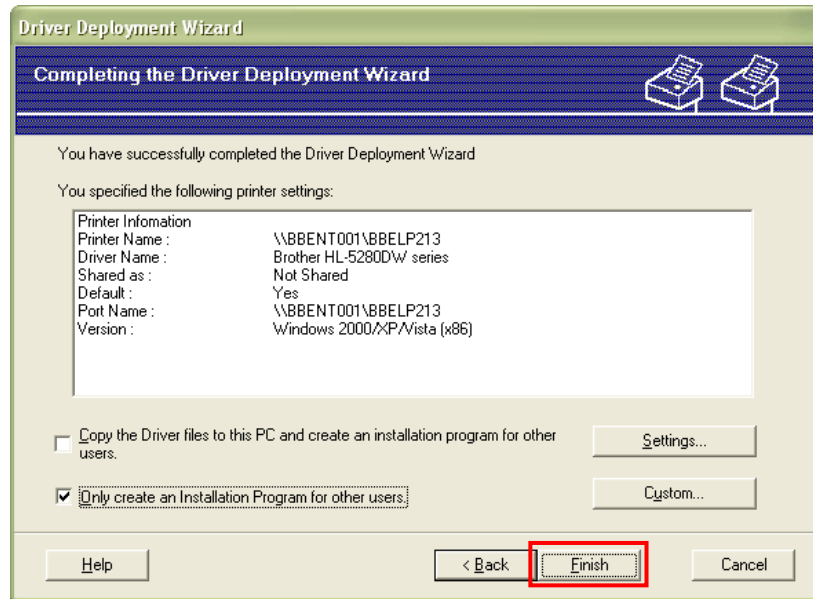 Driver Deployment Wizard
Completing the Driver Deployment Wizard
You have successfully completed the Driver Deployment Wizard
You specified the following printer settings:
Printer Infomation
Printer Name : \\BBENT001\BBELP213
Driver Name : Brother HL-5280DW series
Shared as : Not Shared
Default : Yes
Port Name : \\BBENT001\BBELP213
Version : Windows 2000/XP/Vista (x86)
Copy the Driver files to this PC and create an installation program for other
users.
Settings...
Only create an Installation Program for other users.
Custom...
Help
< Back
Finish
Cancel